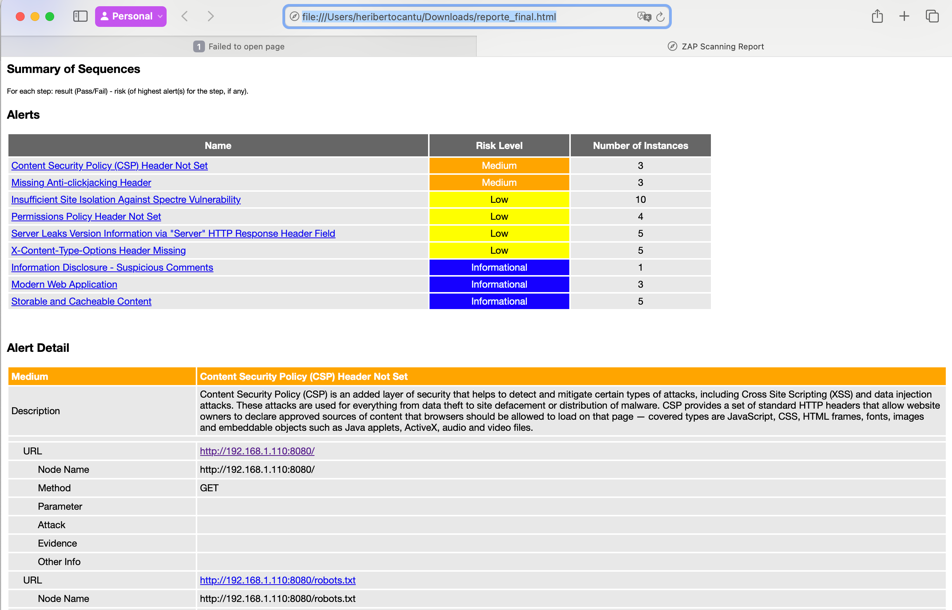 Personal
file:///Users/heribertocantu/Downloads/reporte_final.html
1 Failed to open page
ZAP Scanning Report
Summary of Sequences
For each step: result (Pass/Fail) - risk (of highest alert(s) for the step, if any).
Alerts
Name Risk Level Number of Instances
Content Security Policy (CSP) Header Not Set Medium 3
Missing Anti-clickjacking Header Medium 3
Insufficient Site Isolation Against Spectre Vulnerability Low 10
Permissions Policy Header Not Set Low 4
Server Leaks Version Information via "Server" HTTP Response Header Field Low 5
X-Content-Type-Options Header Missing Low 5
Information Disclosure - Suspicious Comments Informational 1
Modern Web Application Informational 3
Storable and Cacheable Content Informational 5
Alert Detail
Medium Content Security Policy (CSP) Header Not Set
Description
Content Security Policy (CSP) is an added layer of security that helps to detect and mitigate certain types of attacks, including Cross Site Scripting (XSS) and data injection
attacks. These attacks are used for everything from data theft to site defacement or distribution of malware. CSP provides a set of standard HTTP headers that allow website
owners to declare approved sources of content that browsers should be allowed to load on that page — covered types are JavaScript, CSS, HTML frames, fonts, images
and embeddable objects such as Java applets, ActiveX, audio and video files.
URL http://192.168.1.110:8080/
Node Name http://192.168.1.110:8080/
Method GET
Parameter
Attack
Evidence
Other Info
URL http://192.168.1.110:8080/robots.txt
Node Name http://192.168.1.110:8080/robots.txt